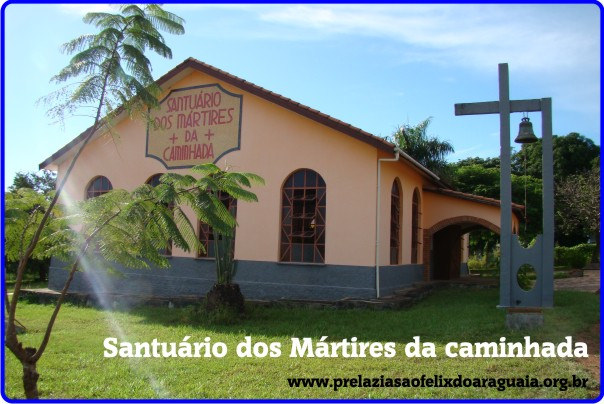 SANTUÁRIO
DOS MÁRTIRES
+ DA +
CAMINHADA
Santuário dos Mártires da caminhada
www.prelaziasaofelixdoaraguaia.org.br